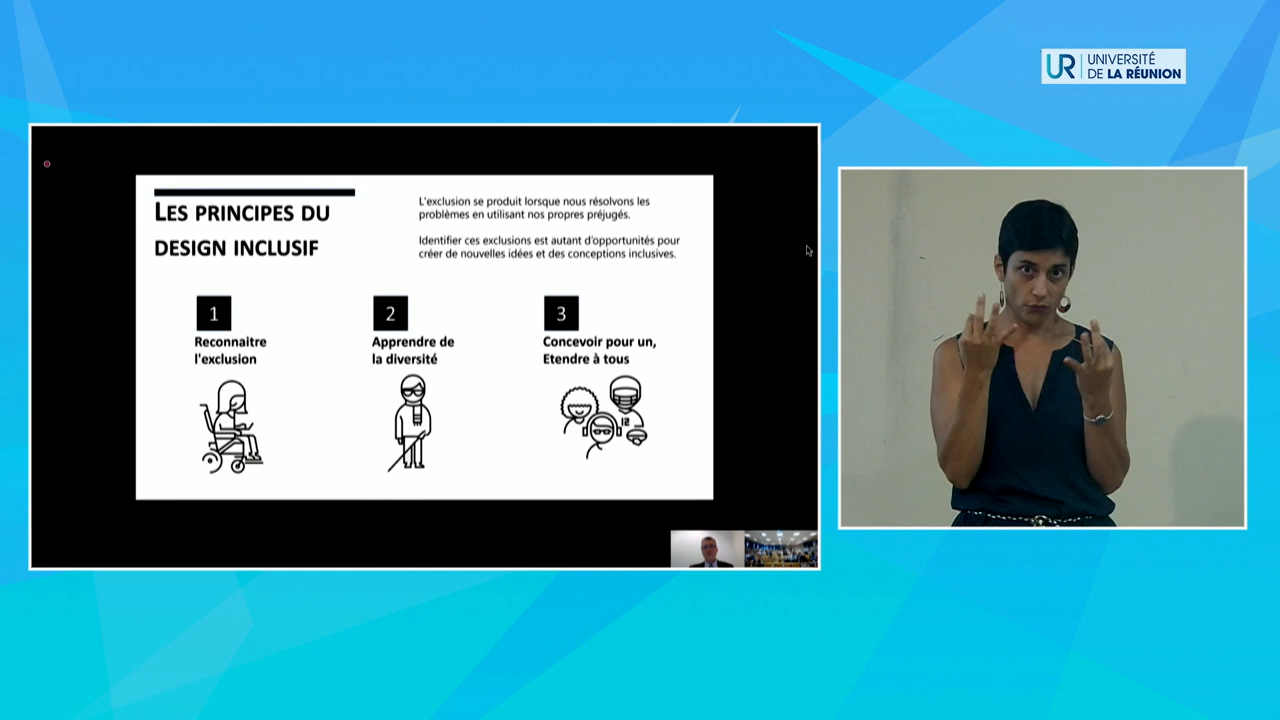 UR UNIVERSITÉ
DE LA RÉUNION
LES PRINCIPES DU
DESIGN INCLUSIF
L'exclusion se produit lorsque nous résolvons les
problèmes en utilisant nos propres préjugés.
Identifier ces exclusions est autant d'opportunités pour
créer de nouvelles idées et des conceptions inclusives.
1
Reconnaitre
l'exclusion
2
Apprendre de
la diversité
3
Concevoir pour un,
Etendre à tous
12